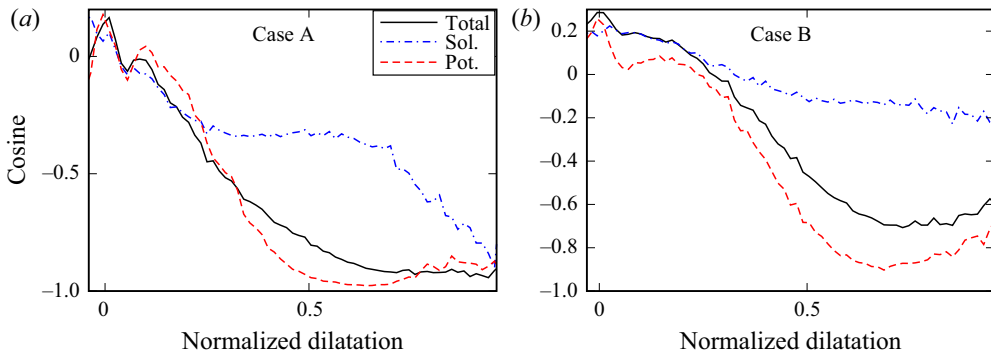 (a)
Case A
Total
Sol.
Pot.
0
–0.5
–1.0
Cosine
0
0.5
Normalized dilatation
(b)
Case B
0.2
0
–0.2
–0.4
–0.6
–0.8
–1.0
0
0.5
Normalized dilatation